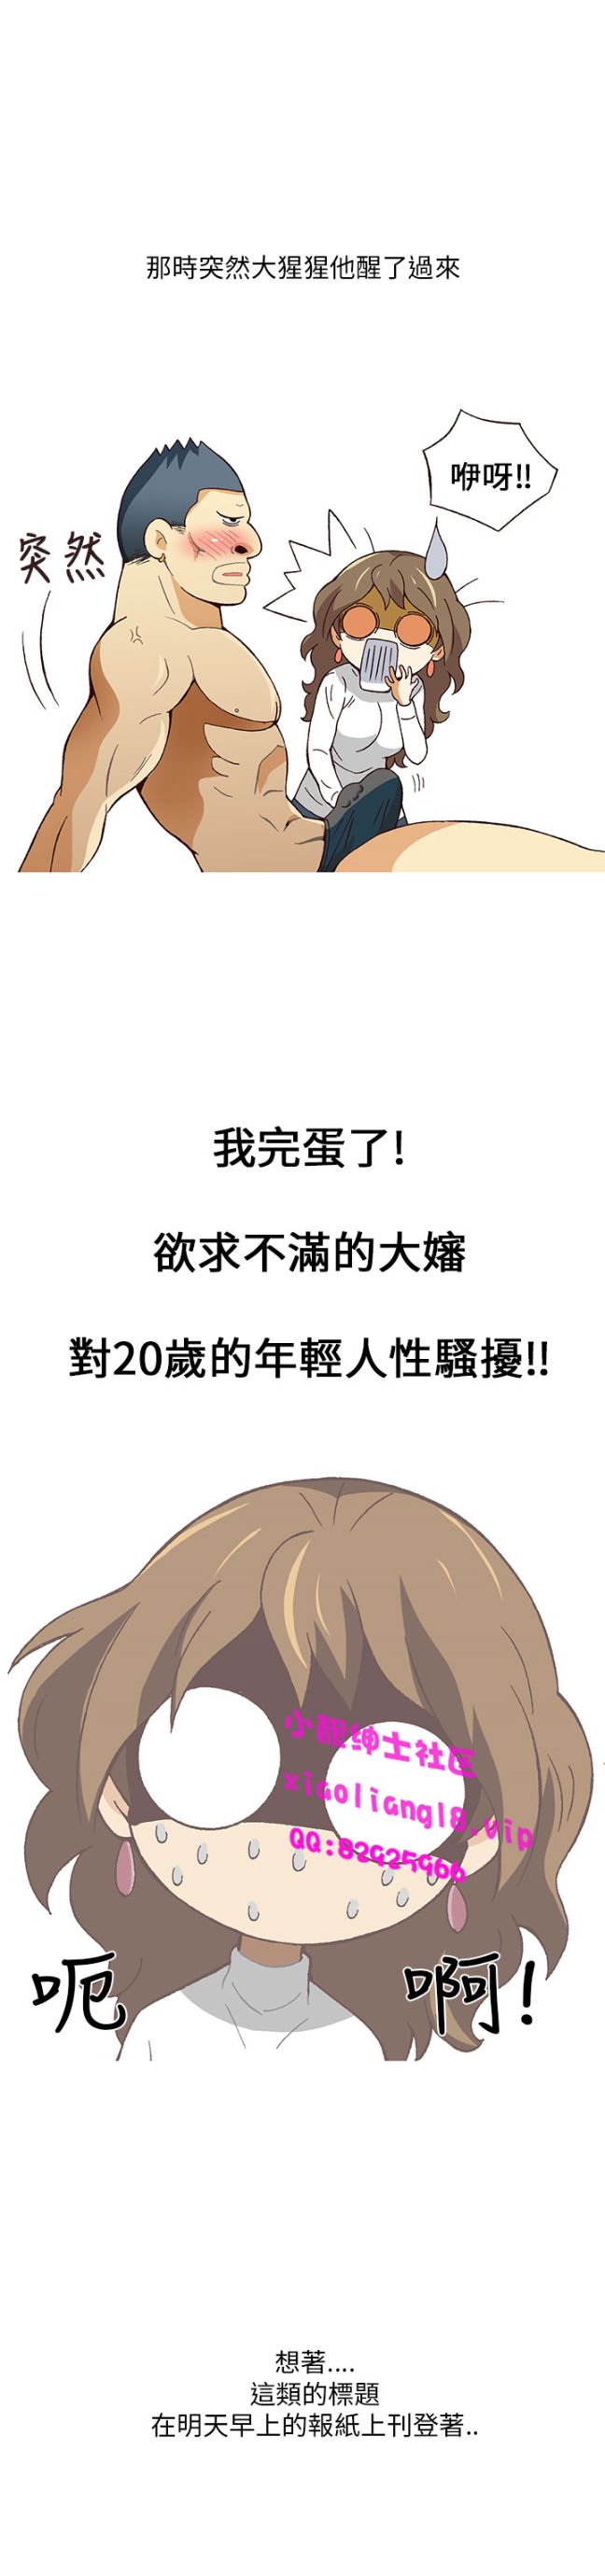 那時突然大猩猩他醒了過來
咿呀!!
突然
我完蛋了!
欲求不滿的大嬸
對20歲的年輕人性騷擾!!
小靓绅士社区
xiaoliang18.vip
QQ:82925966
呃
啊!
想著....
這類的標題
在明天早上的報紙上刊登著..